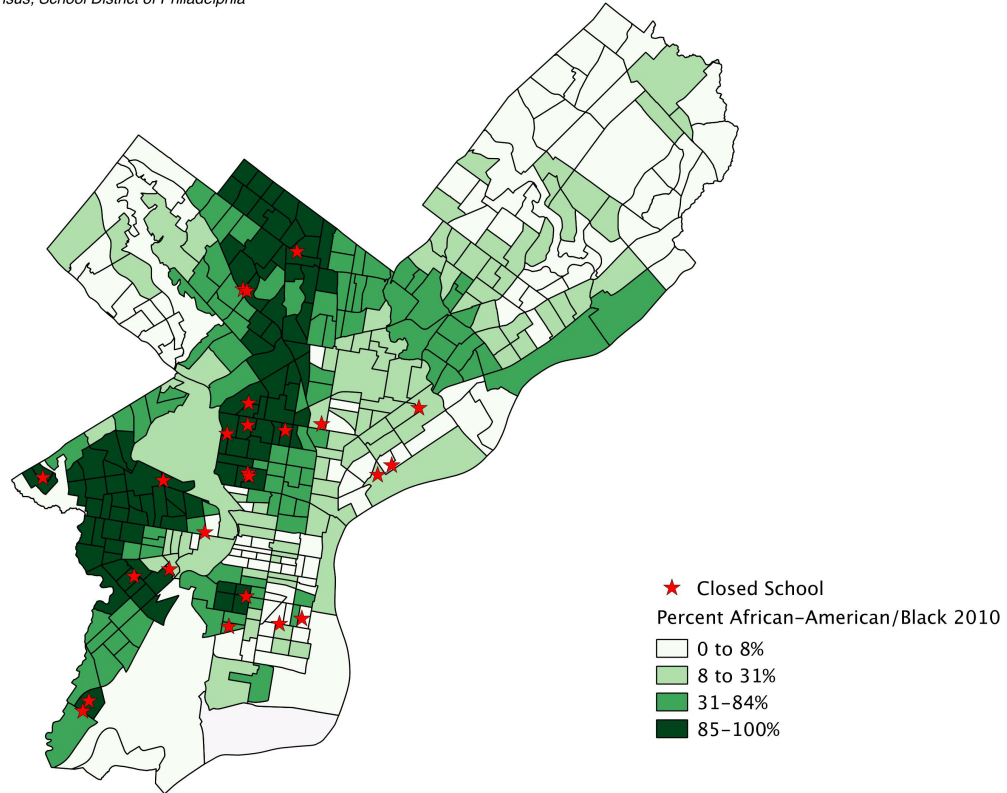 School District of Philadelphia
Closed School
Percent African-American/Black 2010
0 to 8%
8 to 31%
31-84%
85-100%